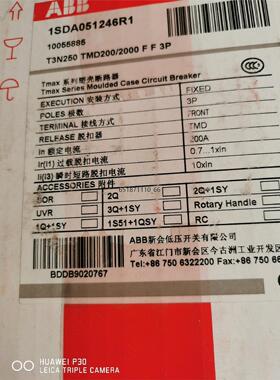 ABB
1SDA051246R1
10055885
T3N250 TMD200/2000 F F 3P
Tmax 系列塑壳断路器
Tmax Series Moulded Case Circuit Breaker
EXECUTION 安装方式 FIXED
POLES 极数 3P
TERMINAL 接线方式 FRONT
RELEASE 脱扣器 TMD
In 额定电流 200A
Ir(I1) 过载脱扣电流 0.7...1xin
Ii(i3) 瞬时短路脱扣电流 10xin
ACCESSORIES 附件
651871110_66
SOR 2Q 2Q+1SY
UVR 3Q+1SY Rotary Handle
1Q+1SY 1S51+1QSY RC
ABB新会低压开关有限公司
广东省江门市新会区今古洲工业开发区
Tel:+86 750 6322200 Fax:+86 750
BDDB9020767
HUAWEI P30
LEICA TRIPLE CAMERA